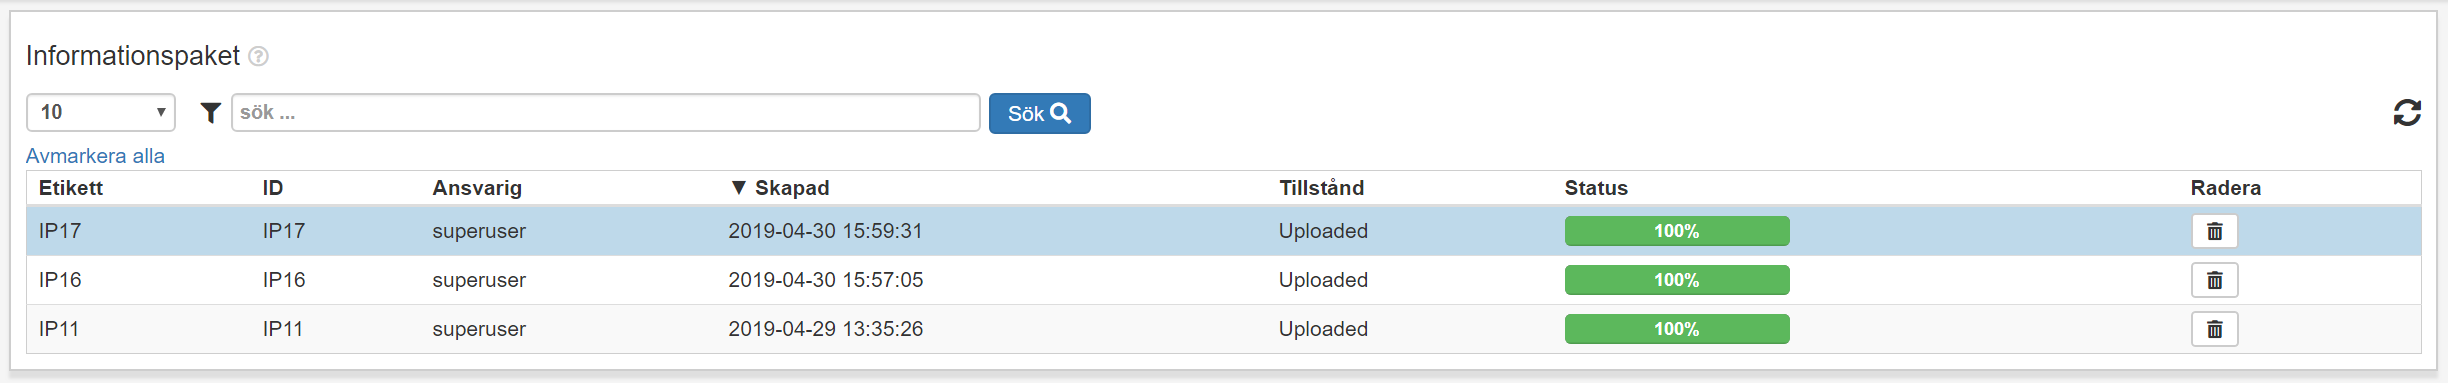 Informationspaket ?
10 sök ... Sök
Avmarkera alla
Etikett ID Ansvarig ▼ Skapad Tillstånd Status Radera
IP17 IP17 superuser 2019-04-30 15:59:31 Uploaded 100%
IP16 IP16 superuser 2019-04-30 15:57:05 Uploaded 100%
IP11 IP11 superuser 2019-04-29 13:35:26 Uploaded 100%